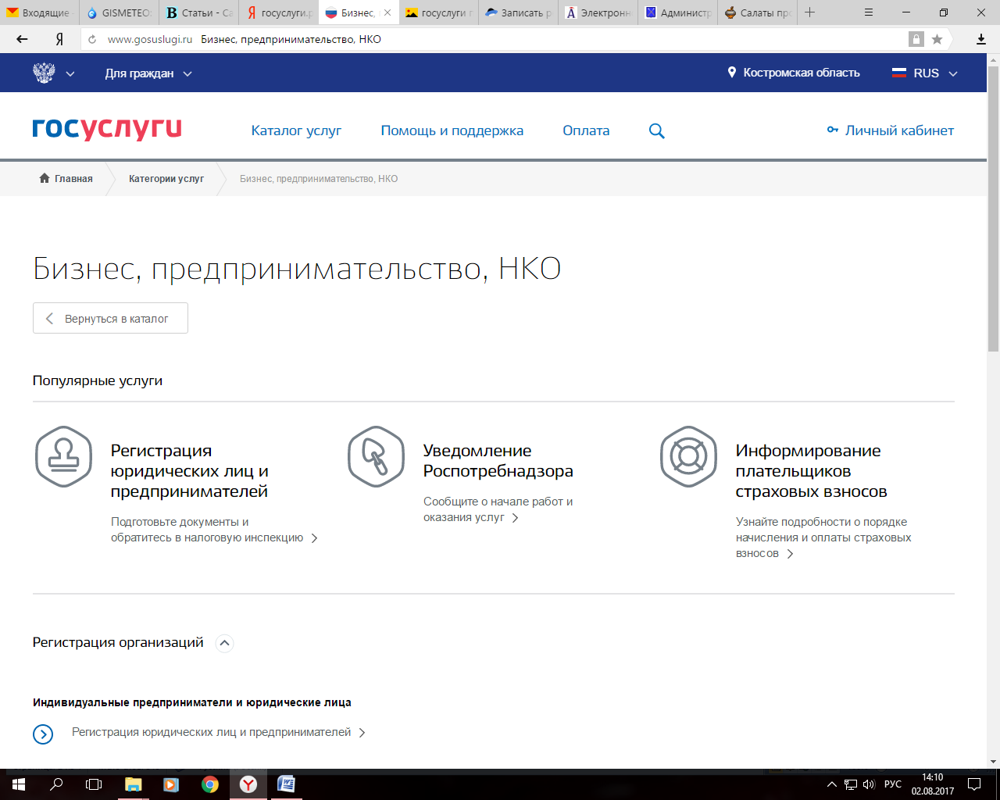 Входящие
GISMETEO
Статьи - Са
госуслуги.р
Бизнес,
госуслуги г
Записать р
Электронн
Администр
Салаты про
www.gosuslugi.ru Бизнес, предпринимательство, НКО
Для граждан
Костромская область
RUS
госуслуги
Каталог услуг
Помощь и поддержка
Оплата
Личный кабинет
Главная
Категории услуг
Бизнес, предпринимательство, НКО
Бизнес, предпринимательство, НКО
Вернуться в каталог
Популярные услуги
Регистрация
юридических лиц и
предпринимателей
Подготовьте документы и
обратитесь в налоговую инспекцию
Уведомление
Роспотребнадзора
Сообщите о начале работ и
оказания услуг
Информирование
плательщиков
страховых взносов
Узнайте подробности о порядке
начисления и оплаты страховых
взносов
Регистрация организаций
Индивидуальные предприниматели и юридические лица
Регистрация юридических лиц и предпринимателей
РУС
14:10
02.08.2017